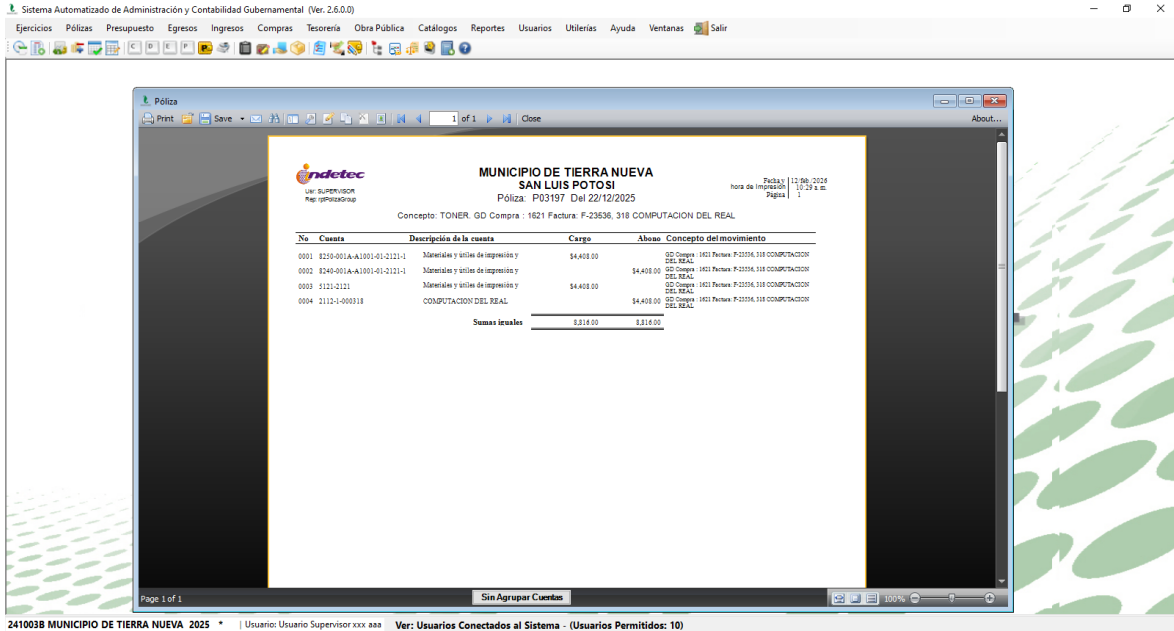 Sistema Automatizado de Administración y Contabilidad Gubernamental (Ver. 2.6.0.0)
Ejercicios Pólizas Presupuesto Egresos Ingresos Compras Tesorería Obra Pública Catálogos Reportes Usuarios Utilerías Ayuda Ventanas Salir
C D E P P
Póliza
Print Save 1 of 1 Close About...
indetec
MUNICIPIO DE TIERRA NUEVA
SAN LUIS POTOSI
Usr: SUPERVISOR
Rep: rptPolizaGroup
Póliza: P03197 Del 22/12/2025
Fecha y 12/feb./2026
hora de Impresión 10:29 a.m.
Página 1
Concepto: TONER. GD Compra : 1621 Factura: F-23536, 318 COMPUTACION DEL REAL
No Cuenta Descripción de la cuenta Cargo Abono Concepto del movimiento
0001 8250-001A-A1001-01-2121-1 Materiales y útiles de impresión y $4,408.00 GD Compra : 1621 Factura: F-23536, 318 COMPUTACION
DEL REAL
0002 8240-001A-A1001-01-2121-1 Materiales y útiles de impresión y $4,408.00 GD Compra : 1621 Factura: F-23536, 318 COMPUTACION
DEL REAL
0003 5121-2121 Materiales y útiles de impresión y $4,408.00 GD Compra : 1621 Factura: F-23536, 318 COMPUTACION
DEL REAL
0004 2112-1-000318 COMPUTACION DEL REAL $4,408.00 GD Compra : 1621 Factura: F-23536, 318 COMPUTACION
DEL REAL
Sumas iguales 8,816.00 8,816.00
Page 1 of 1 Sin Agrupar Cuentas 100%
241003B MUNICIPIO DE TIERRA NUEVA 2025 * Usuario: Usuario Supervisor xxx aaa Ver: Usuarios Conectados al Sistema - (Usuarios Permitidos: 10)